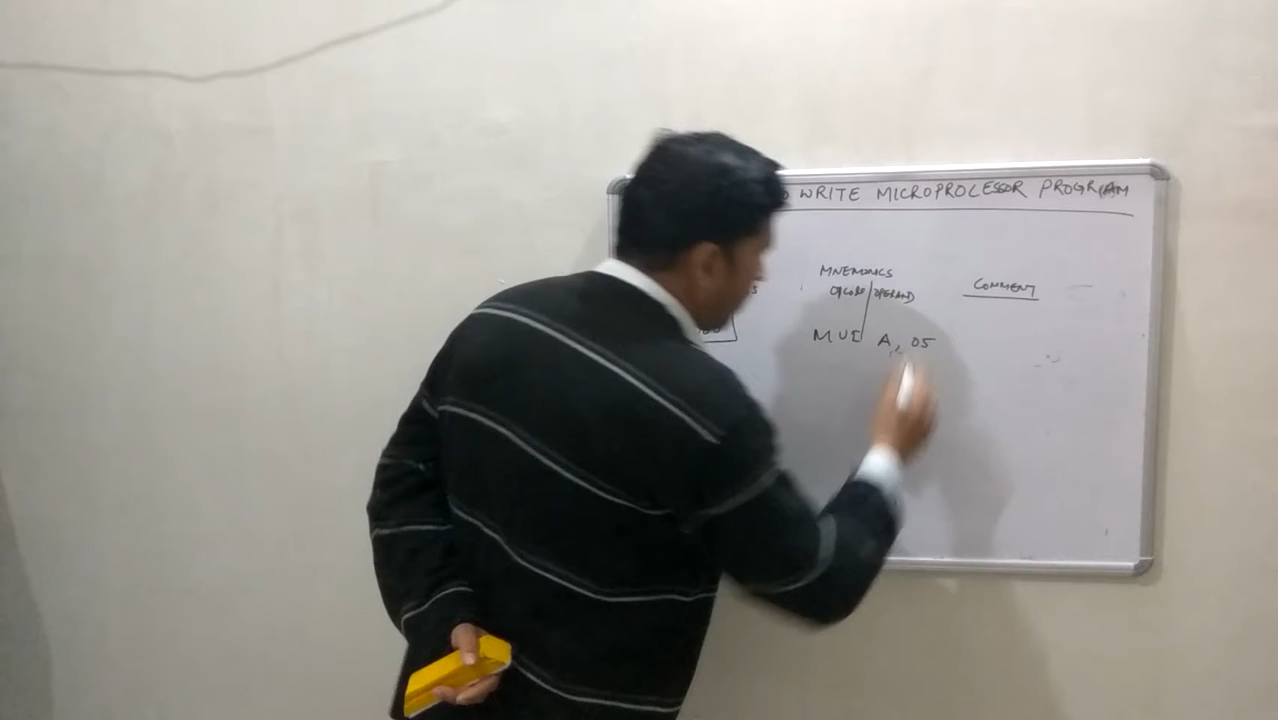 WRITE MICROPROCESSOR PROGRAM
MNEMONICS
OPCODE OPERAND
COMMENT
MVI A, 05